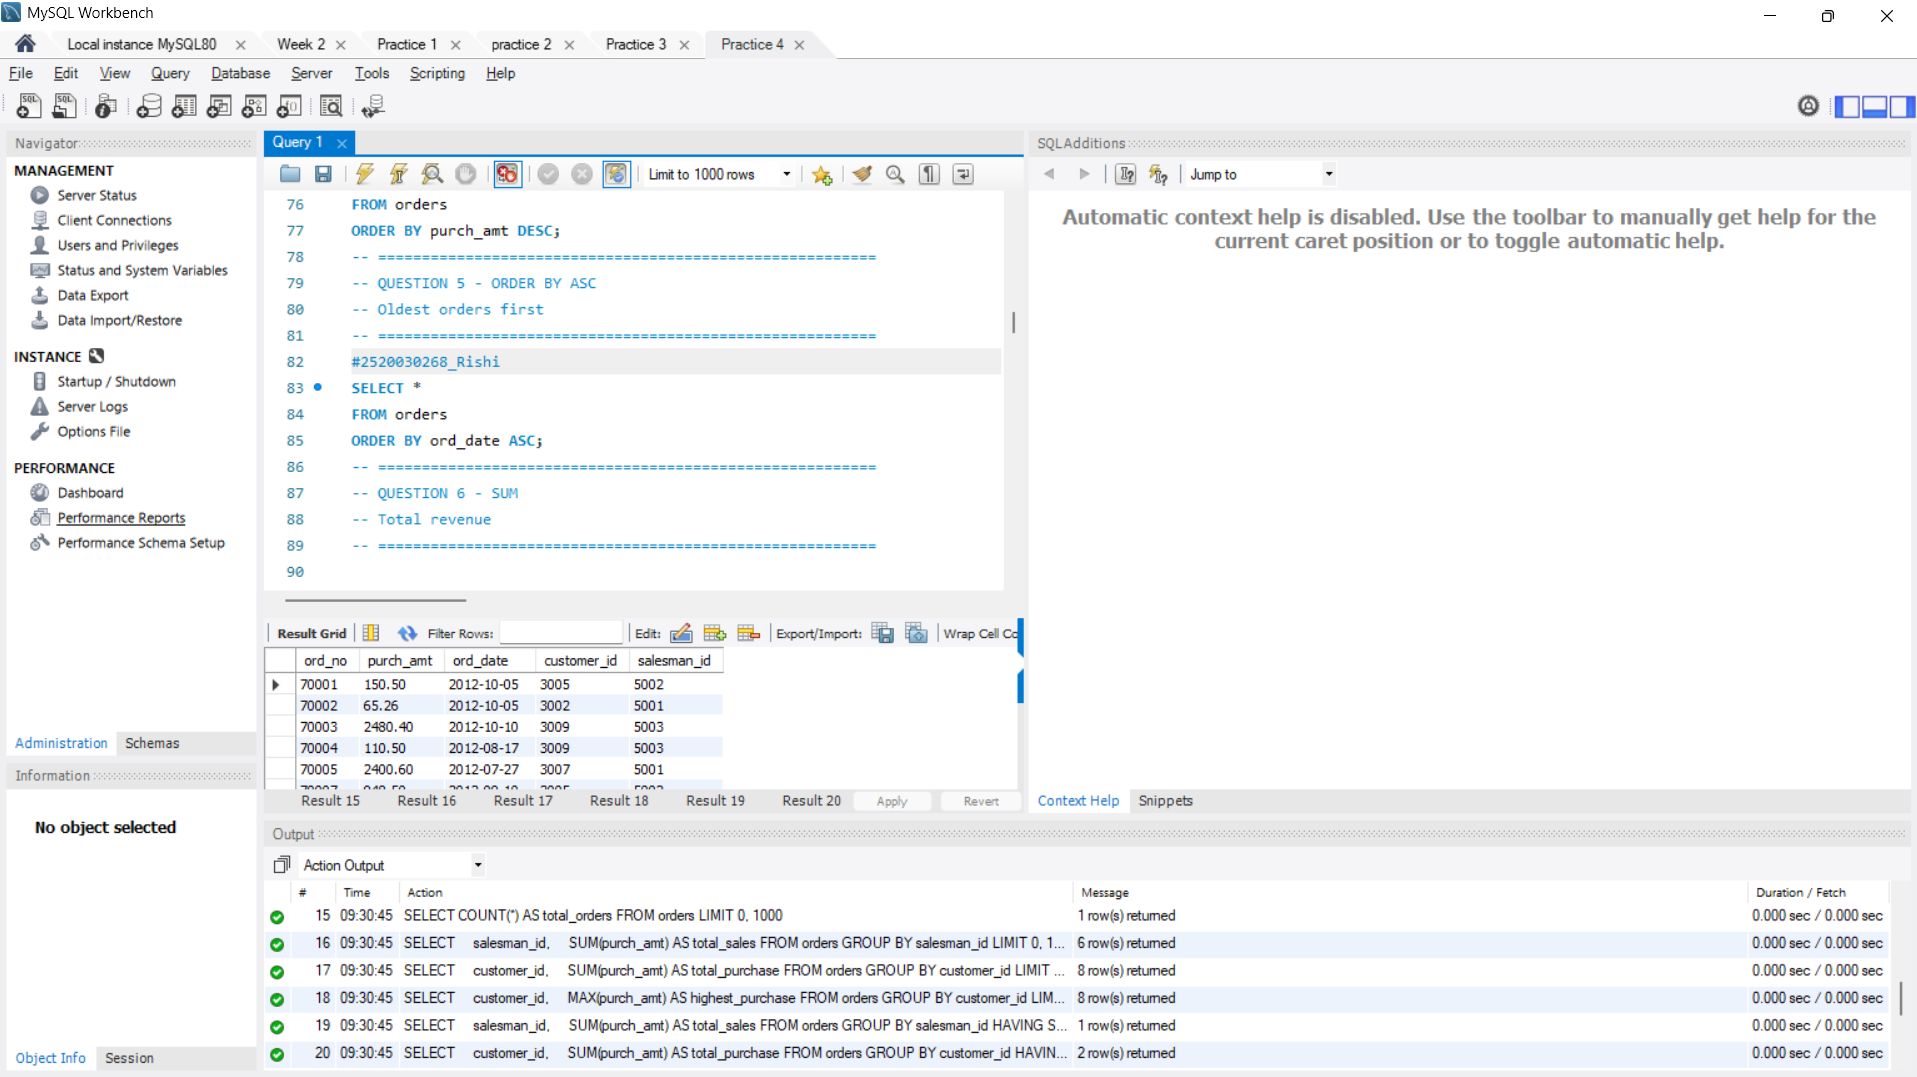 MySQL Workbench
Local instance MySQL80 Week 2 Practice 1 practice 2 Practice 3 Practice 4
File Edit View Query Database Server Tools Scripting Help
Navigator
MANAGEMENT
Server Status
Client Connections
Users and Privileges
Status and System Variables
Data Export
Data Import/Restore
INSTANCE
Startup / Shutdown
Server Logs
Options File
PERFORMANCE
Dashboard
Performance Reports
Performance Schema Setup
Administration Schemas
Information
No object selected
Object Info Session
Query 1
Limit to 1000 rows
76 FROM orders
77 ORDER BY purch_amt DESC;
78 -- =========================================================
79 -- QUESTION 5 - ORDER BY ASC
80 -- Oldest orders first
81 -- =========================================================
82 #2520030268_Rishi
83 SELECT *
84 FROM orders
85 ORDER BY ord_date ASC;
86 -- =========================================================
87 -- QUESTION 6 - SUM
88 -- Total revenue
89 -- =========================================================
90
Result Grid Filter Rows: Edit: Export/Import: Wrap Cell Co
ord_no purch_amt ord_date customer_id salesman_id
70001 150.50 2012-10-05 3005 5002
70002 65.26 2012-10-05 3002 5001
70003 2480.40 2012-10-10 3009 5003
70004 110.50 2012-08-17 3009 5003
70005 2400.60 2012-07-27 3007 5001
Result 15 Result 16 Result 17 Result 18 Result 19 Result 20 Apply Revert
SQLAdditions
Jump to
Automatic context help is disabled. Use the toolbar to manually get help for the
current caret position or to toggle automatic help.
Context Help Snippets
Output
Action Output
# Time Action Message Duration / Fetch
15 09:30:45 SELECT COUNT(*) AS total_orders FROM orders LIMIT 0, 1000 1 row(s) returned 0.000 sec / 0.000 sec
16 09:30:45 SELECT salesman_id, SUM(purch_amt) AS total_sales FROM orders GROUP BY salesman_id LIMIT 0, 1... 6 row(s) returned 0.000 sec / 0.000 sec
17 09:30:45 SELECT customer_id, SUM(purch_amt) AS total_purchase FROM orders GROUP BY customer_id LIMIT ... 8 row(s) returned 0.000 sec / 0.000 sec
18 09:30:45 SELECT customer_id, MAX(purch_amt) AS highest_purchase FROM orders GROUP BY customer_id LIM... 8 row(s) returned 0.000 sec / 0.000 sec
19 09:30:45 SELECT salesman_id, SUM(purch_amt) AS total_sales FROM orders GROUP BY salesman_id HAVING S... 1 row(s) returned 0.000 sec / 0.000 sec
20 09:30:45 SELECT customer_id, SUM(purch_amt) AS total_purchase FROM orders GROUP BY customer_id HAVIN... 2 row(s) returned 0.000 sec / 0.000 sec